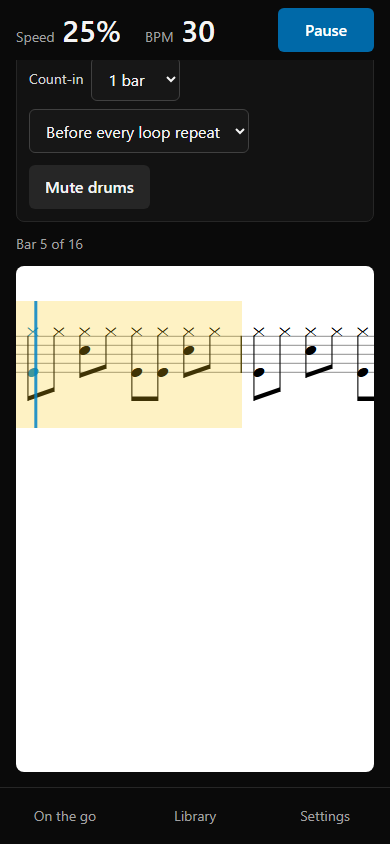 Speed 25% BPM 30 Pause
Count-in 1 bar
Before every loop repeat
Mute drums
Bar 5 of 16
On the go Library Settings